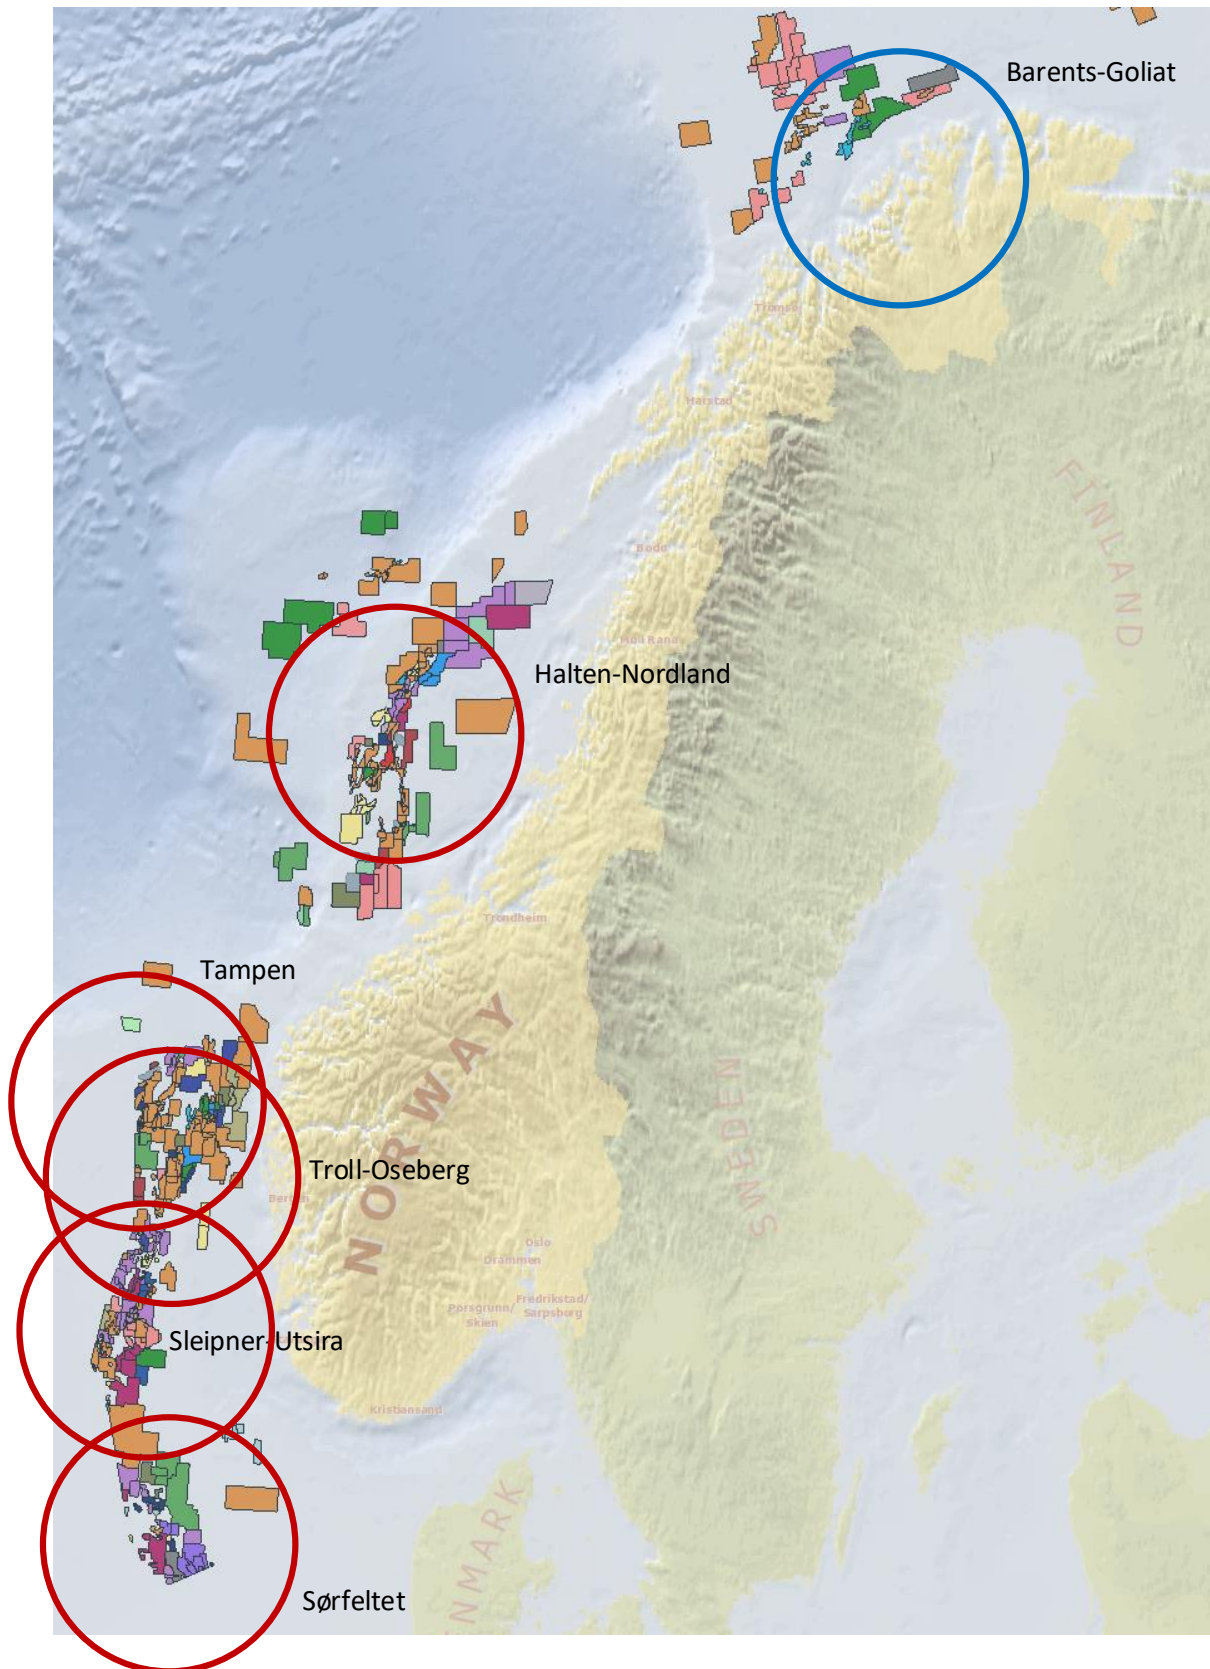 Barents-Goliat
Tromsø
Harstad
FINLAND
Bodø
Mo i Rana
Halten-Nordland
Trondheim
Tampen
NORWAY
SWEDEN
Troll-Oseberg
Bergen
Oslo
Drammen
Fredrikstad/
Sarpsborg
Porsgrunn/
Skien
Sleipner-Utsira
Kristiansand
DENMARK
Sørfeltet